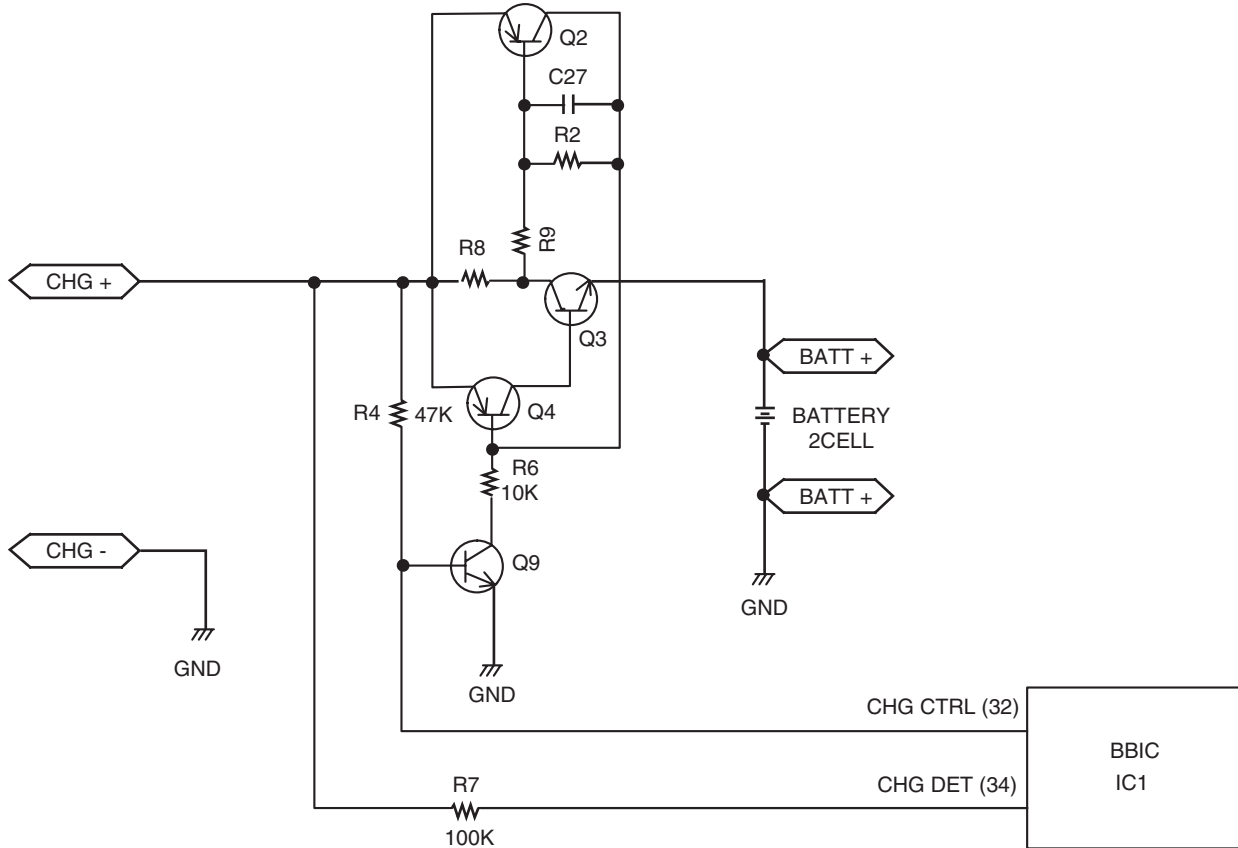 Q2
C27
R2
R9
R8
CHG +
Q3
BATT +
R4 47K
Q4
BATTERY
2CELL
R6
10K
BATT +
CHG -
Q9
GND
GND
GND
CHG CTRL (32)
BBIC
IC1
CHG DET (34)
R7
100K